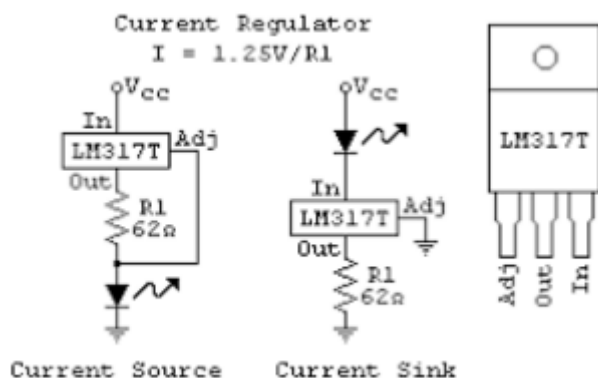 Current Regulator
I = 1.25V/R1
Vcc
In
Adj
LM317T
Out
R1
62Ω
Current Source
Vcc
In
LM317T
Adj
Out
R1
62Ω
Current Sink
LM317T
Adj
Out
In